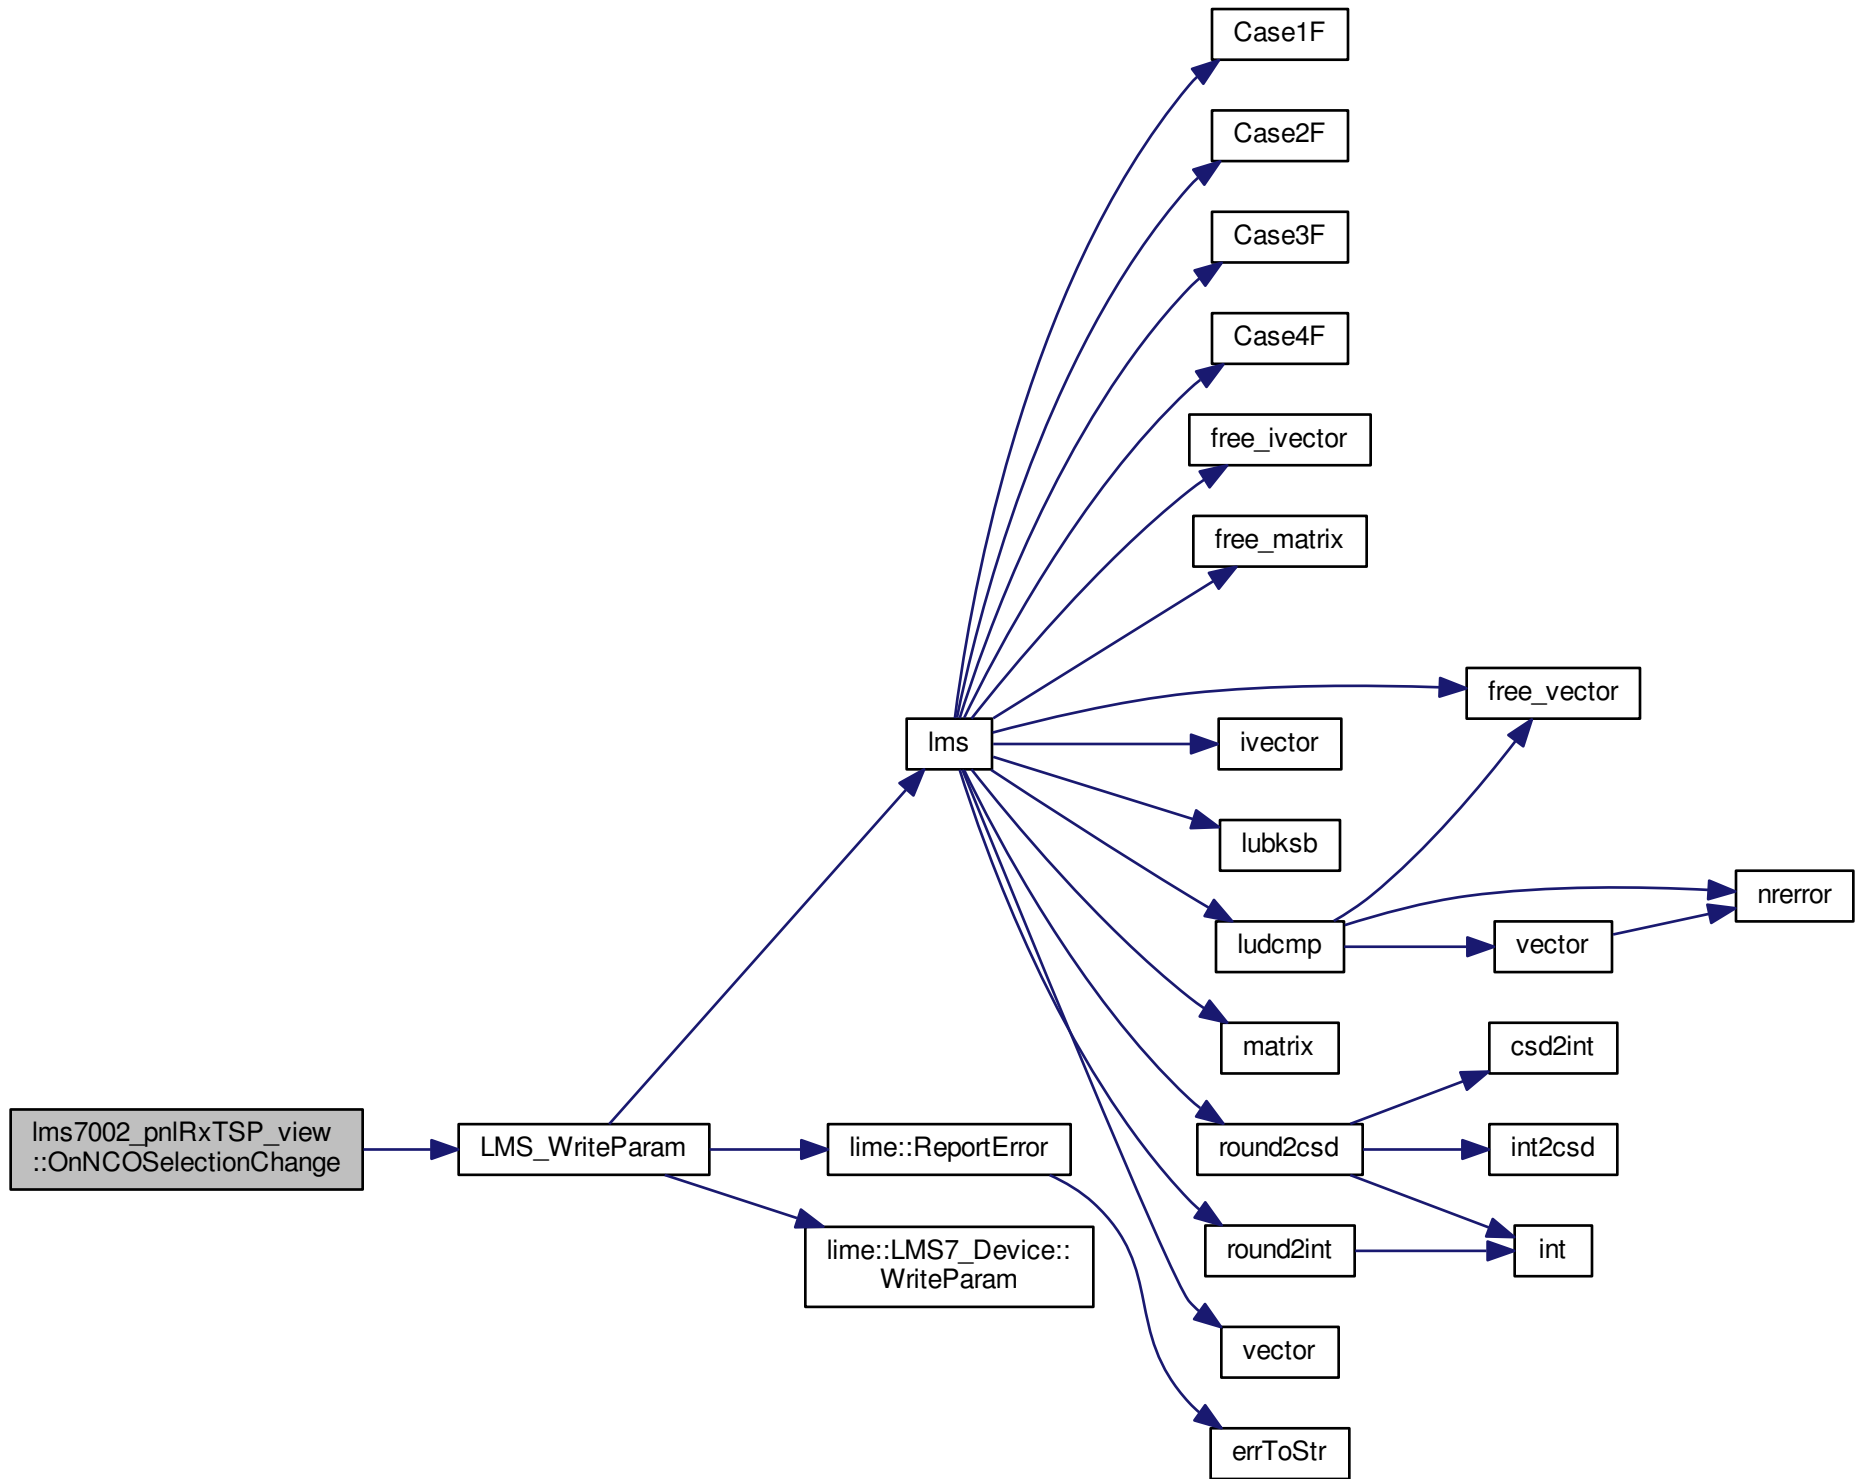 Case1F
Case2F
Case3F
Case4F
free_ivector
free_matrix
free_vector
lms
ivector
lubksb
nrerror
ludcmp
vector
matrix
csd2int
lms7002_pnlRxTSP_view
::OnNCOSelectionChange
LMS_WriteParam
lime::ReportError
round2csd
int2csd
lime::LMS7_Device::
WriteParam
round2int
int
vector
errToStr